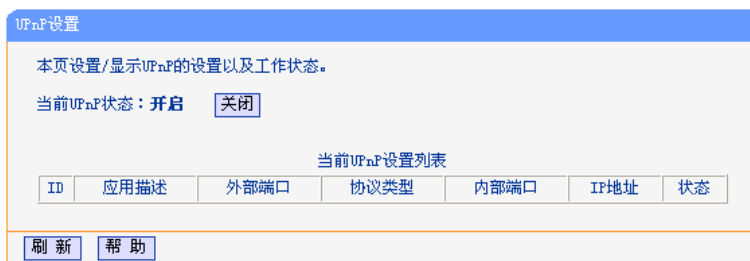 UPnP设置
本页设置/显示UPnP的设置以及工作状态。
当前UPnP状态：开启 关闭
当前UPnP设置列表
ID 应用描述 外部端口 协议类型 内部端口 IP地址 状态
刷 新 帮 助